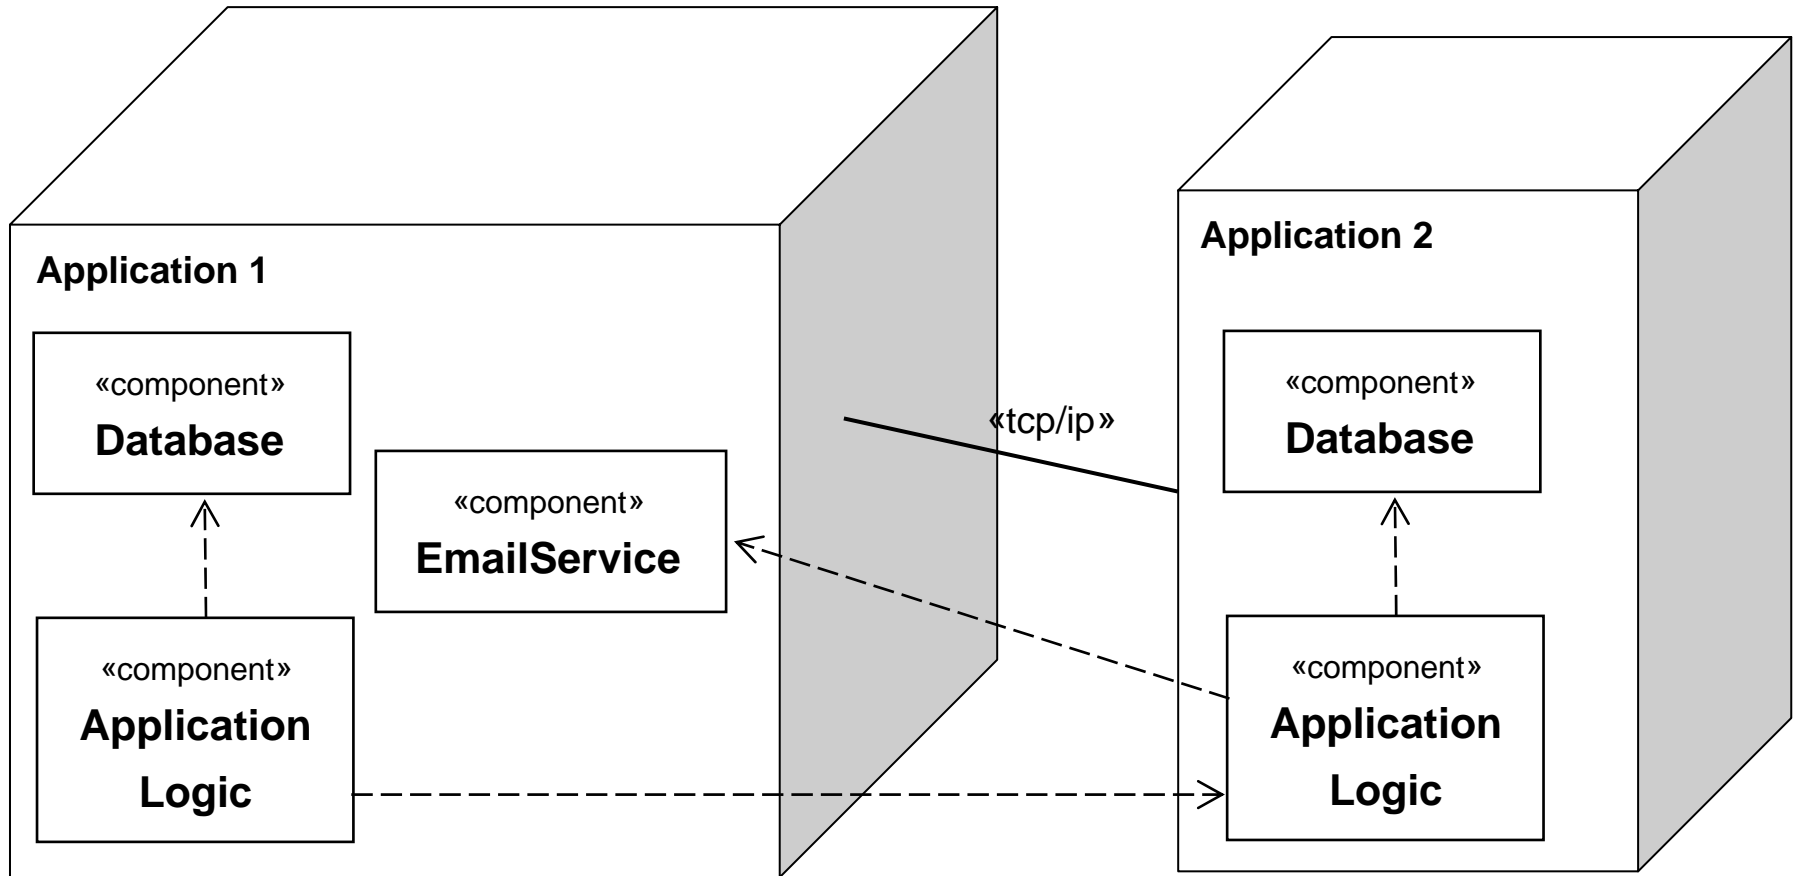 Application 1
«component»
Database
«component»
EmailService
«component»
Application
Logic
«tcp/ip»
Application 2
«component»
Database
«component»
Application
Logic